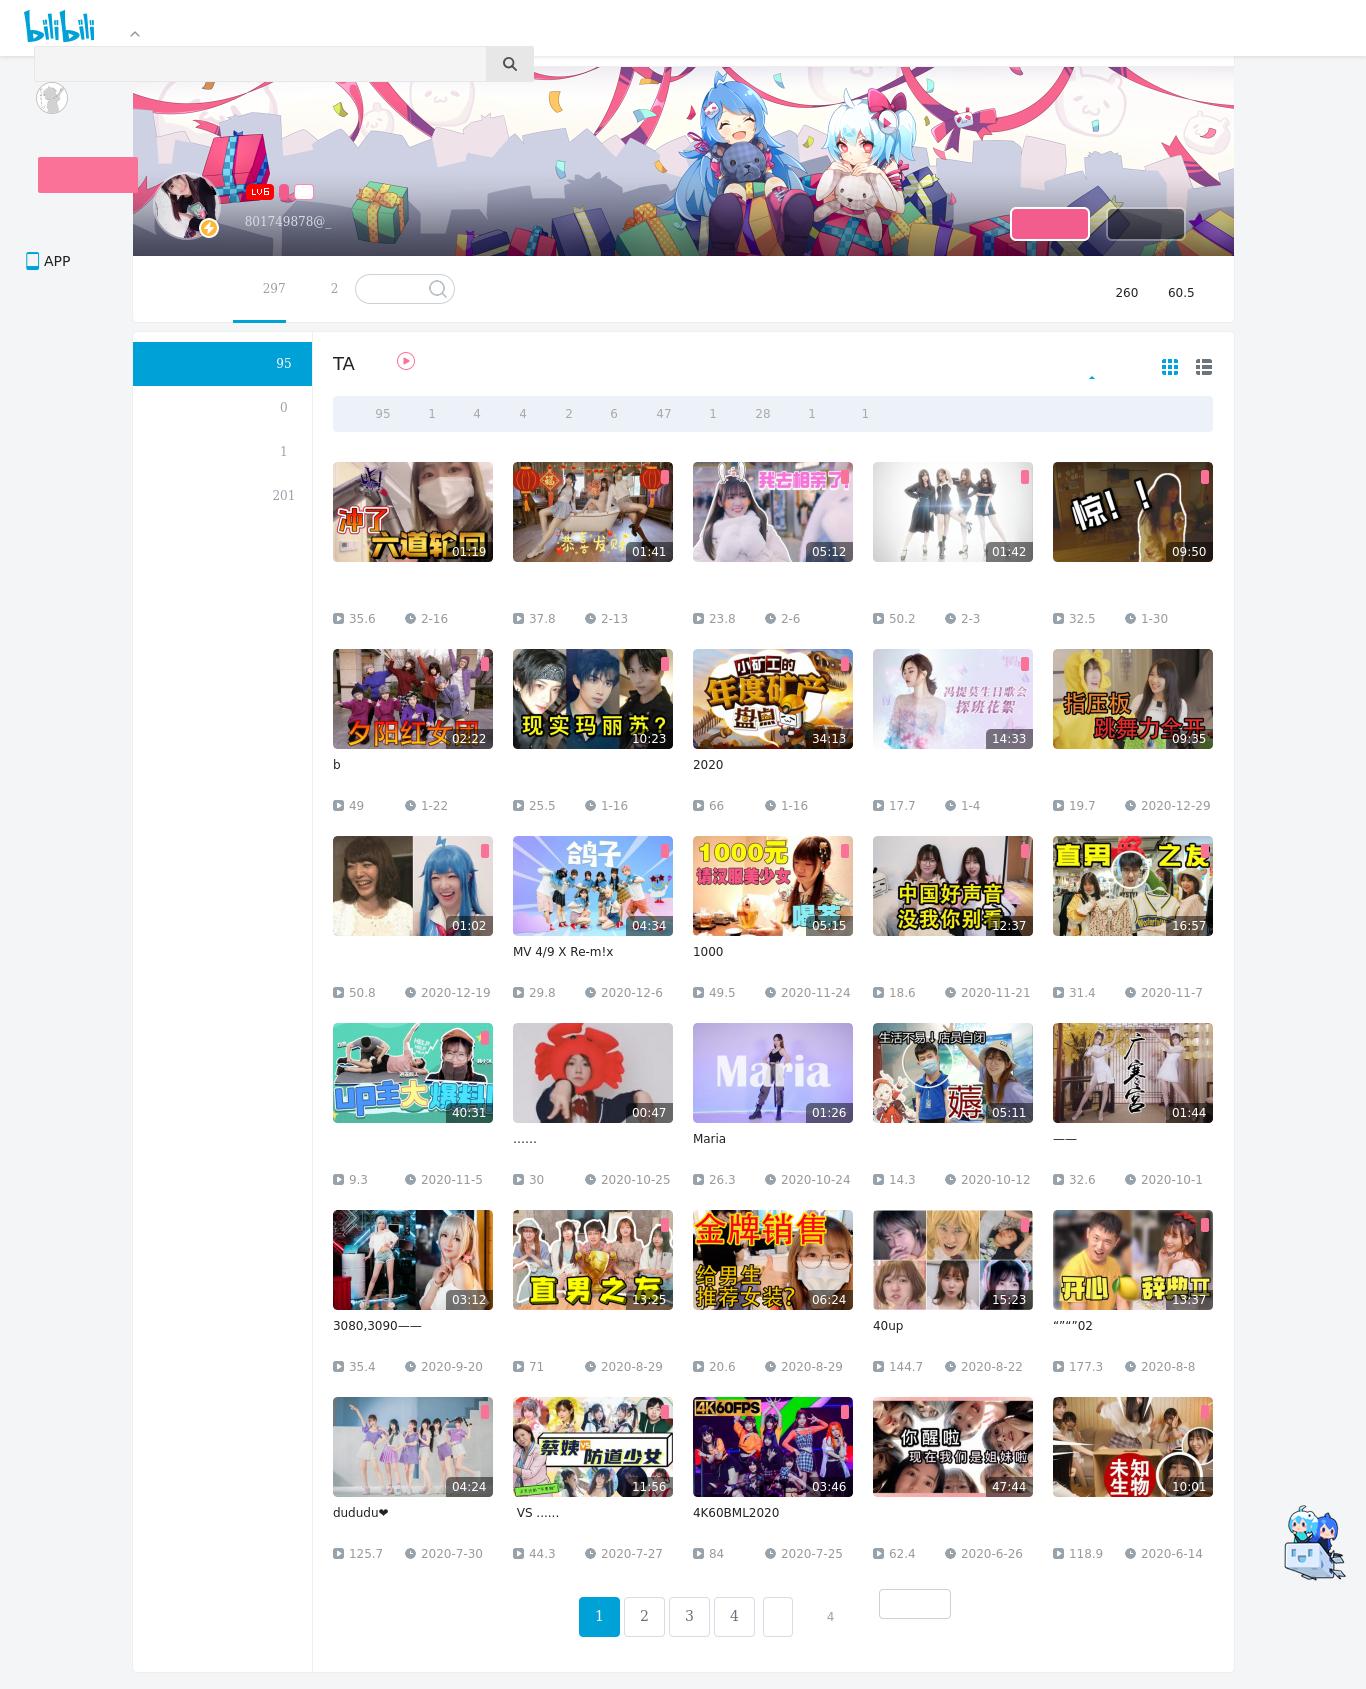 bilibili
LV6
801749878@_
APP
297
2
260
60.5
95
0
1
201
TA
95 1 4 4 2 6 47 1 28 1 1
冲了
六道轮回
01:19
恭喜发财
01:41
我去相亲了!
05:12
01:42
惊！！
09:50
35.6 2-16
37.8 2-13
23.8 2-6
50.2 2-3
32.5 1-30
夕阳红女团
02:22
现实玛丽苏?
10:23
小矿工的
年度矿产
盘点
34:13
冯提莫生日歌会
探班花絮
14:33
指压板
跳舞力全开
09:35
b
2020
49 1-22
25.5 1-16
66 1-16
17.7 1-4
19.7 2020-12-29
01:02
鸽子
04:34
1000元
请汉服美少女
喝茶
05:15
中国好声音
没我你别看
12:37
直男 之友
16:57
MV 4/9 X Re-m!x
1000
50.8 2020-12-19
29.8 2020-12-6
49.5 2020-11-24
18.6 2020-11-21
31.4 2020-11-7
up主大爆料
40:31
00:47
Maria
01:26
生活不易！店员自闭
薅
05:11
广寒宫
01:44
……
Maria
——
9.3 2020-11-5
30 2020-10-25
26.3 2020-10-24
14.3 2020-10-12
32.6 2020-10-1
03:12
直男之友
13:25
金牌销售
给男生
推荐女装?
06:24
15:23
开心 辞典Ⅱ
13:37
3080,3090——
40up
“”“”02
35.4 2020-9-20
71 2020-8-29
20.6 2020-8-29
144.7 2020-8-22
177.3 2020-8-8
04:24
蔡姨
VS
防道少女
11:56
4K60FPS
03:46
你醒啦
现在我们是姐妹啦
47:44
未知
生物
10:01
dududu❤
VS ……
4K60BML2020
125.7 2020-7-30
44.3 2020-7-27
84 2020-7-25
62.4 2020-6-26
118.9 2020-6-14
1 2 3 4 4